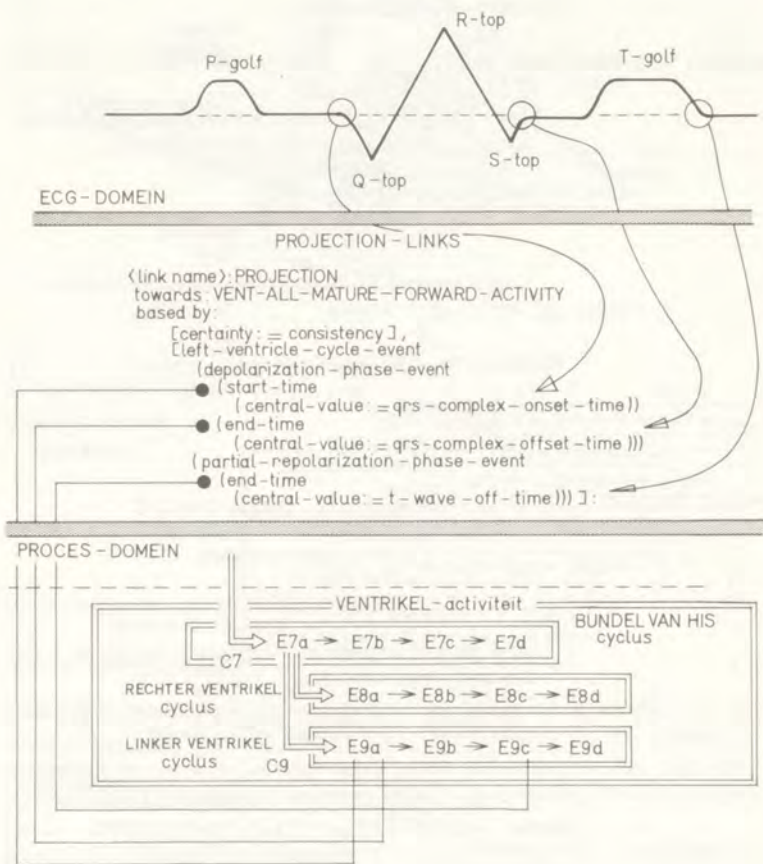 R-top
P-golf
T-golf
S-top
Q-top
ECG-DOMEIN
PROJECTION-LINKS
<link name>: PROJECTION
towards: VENT-ALL-MATURE-FORWARD-ACTIVITY
based by:
[certainty: = consistency],
[left-ventricle-cycle-event
(depolarization-phase-event
(start-time
(central-value: = qrs-complex-onset-time))
(end-time
(central-value: = qrs-complex-offset-time)))
(partial-repolarization-phase-event
(end-time
(central-value: = t-wave-off-time)))]:
PROCES-DOMEIN
VENTRIKEL-activiteit
BUNDEL VAN HIS
cyclus
E7a → E7b → E7c → E7d
C7
RECHTER VENTRIKEL
cyclus
E8a → E8b → E8c → E8d
LINKER VENTRIKEL
cyclus
C9
E9a → E9b → E9c → E9d